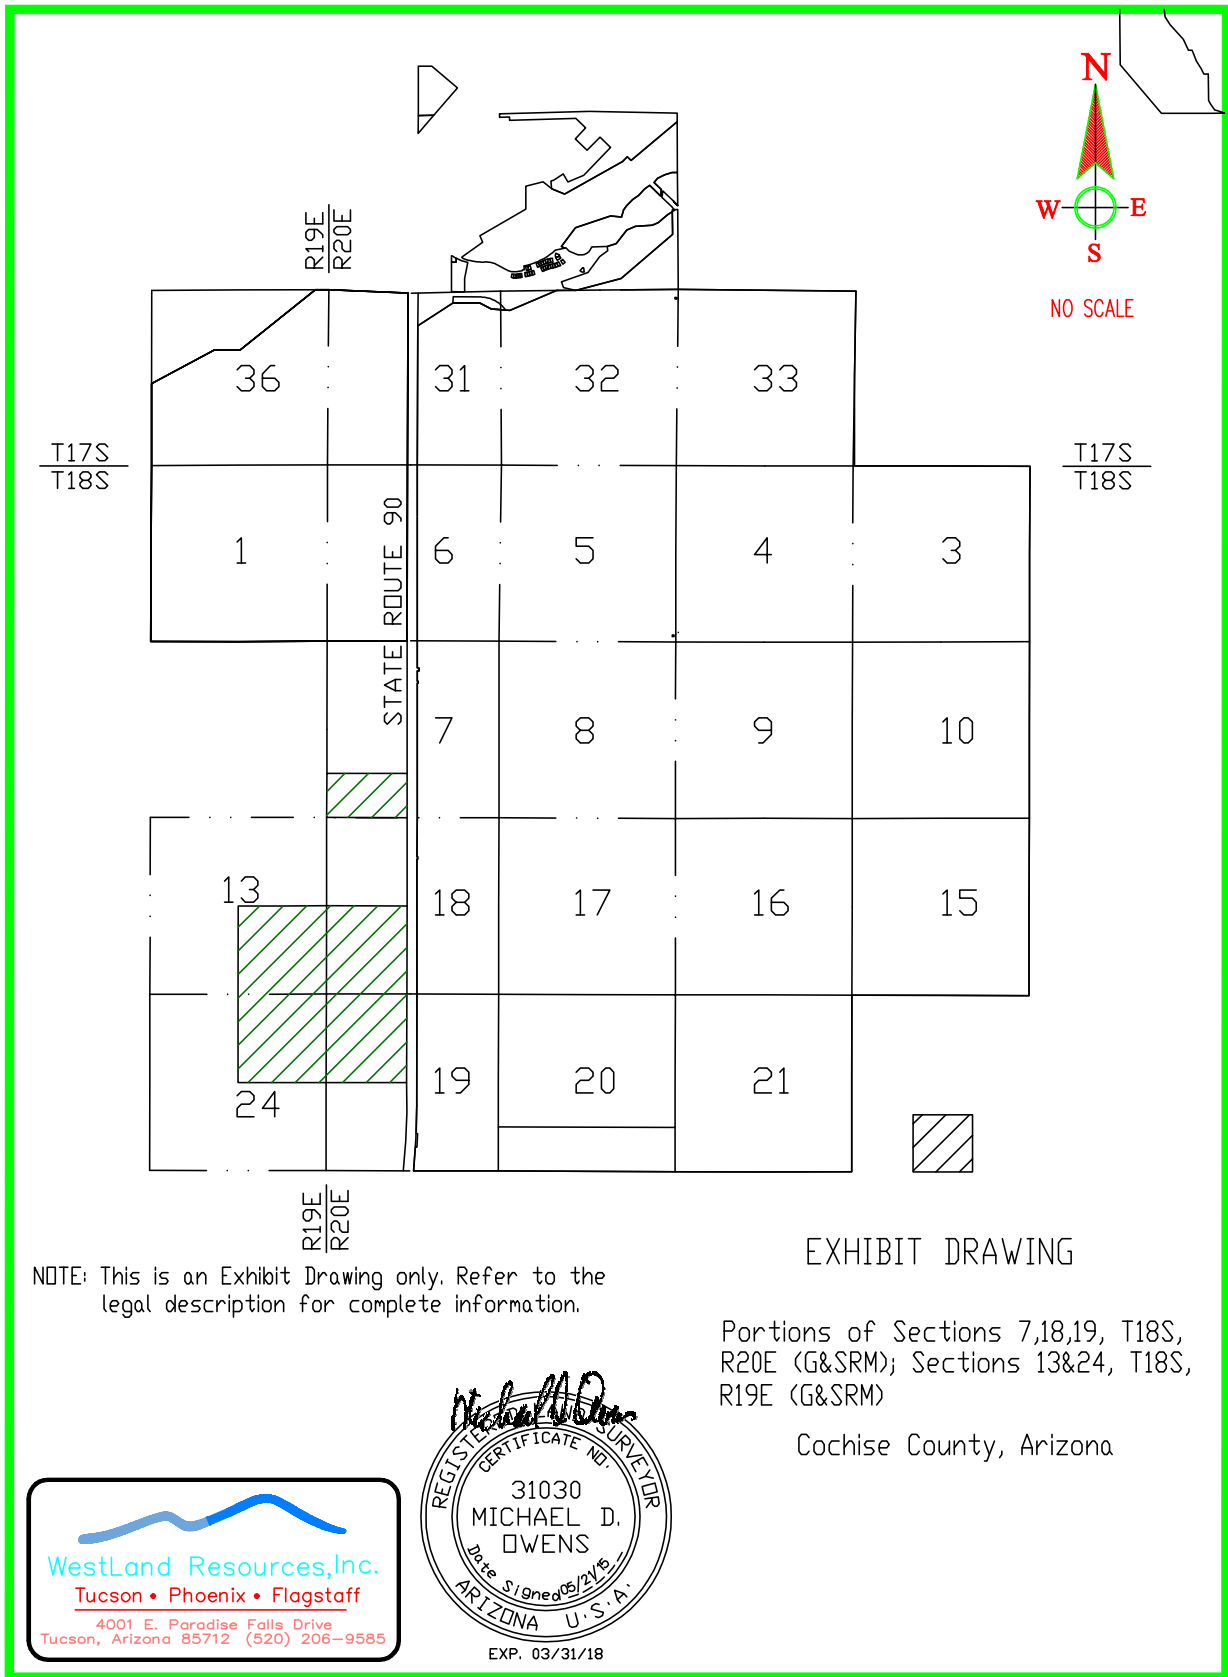 N
W E
S
NO SCALE
R19E
R20E
36 31 32 33
T17S
T18S
T17S
T18S
1 6 5 4 3
STATE ROUTE 90
7 8 9 10
13 18 17 16 15
24 19 20 21
R19E
R20E
NOTE: This is an Exhibit Drawing only. Refer to the
legal description for complete information.
EXHIBIT DRAWING
Portions of Sections 7,18,19, T18S,
R20E (G&SRM); Sections 13&24, T18S,
R19E (G&SRM)
Cochise County, Arizona
REGISTERED LAND SURVEYOR
CERTIFICATE NO.
31030
MICHAEL D.
OWENS
Date Signed 05/21/15
ARIZONA U.S.A.
EXP. 03/31/18
Michael D Owens
WestLand Resources, Inc.
Tucson • Phoenix • Flagstaff
4001 E. Paradise Falls Drive
Tucson, Arizona 85712 (520) 206-9585